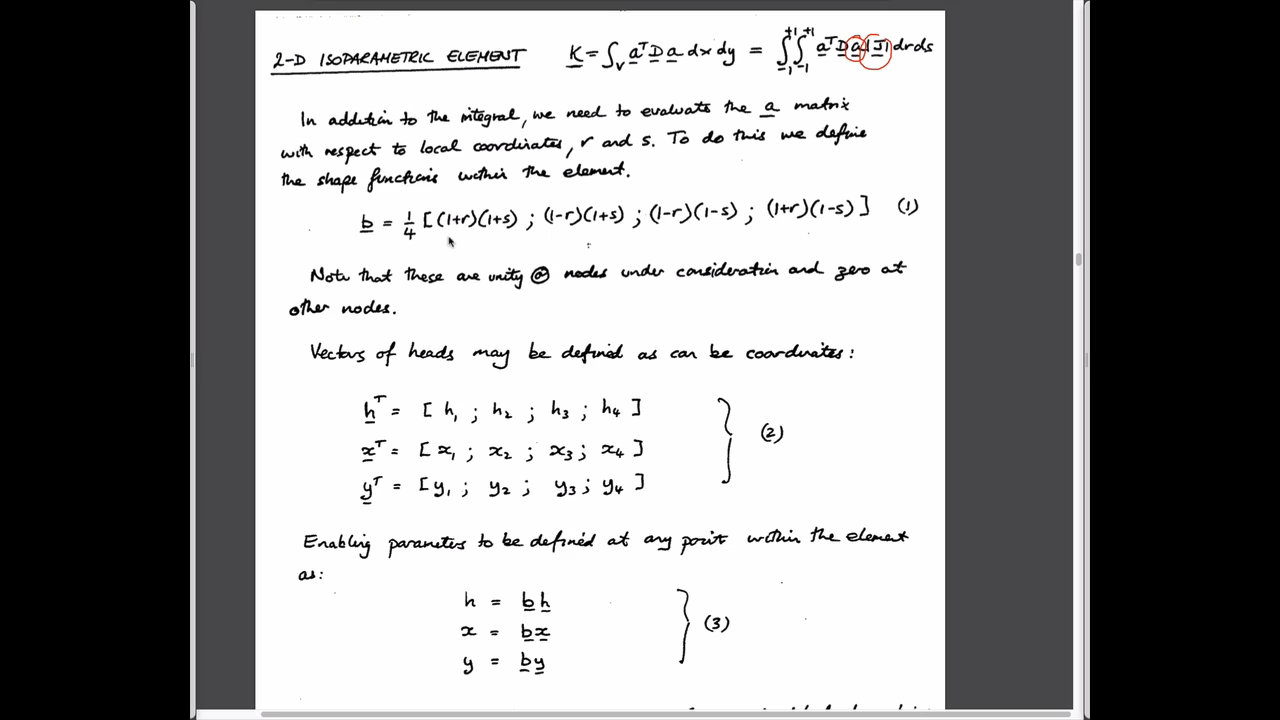 2-D ISOPARAMETRIC ELEMENT K = ∫v aᵀ D a dx dy = ∫₋₁⁺¹ ∫₋₁⁺¹ aᵀ D a |J| dr ds
In addition to the integral, we need to evaluate the a matrix
with respect to local coordinates, r and s. To do this we define
the shape functions within the element.
b = 1/4 [(1+r)(1+s) ; (1-r)(1+s) ; (1-r)(1-s) ; (1+r)(1-s)] (1)
Note that these are unity @ nodes under consideration and zero at
other nodes.
Vectors of heads may be defined as can be coordinates:
hᵀ = [ h₁ ; h₂ ; h₃ ; h₄ ]
xᵀ = [ x₁ ; x₂ ; x₃ ; x₄ ] (2)
yᵀ = [ y₁ ; y₂ ; y₃ ; y₄ ]
Enabling parameters to be defined at any point within the element
as:
h = b h
x = b x (3)
y = b y